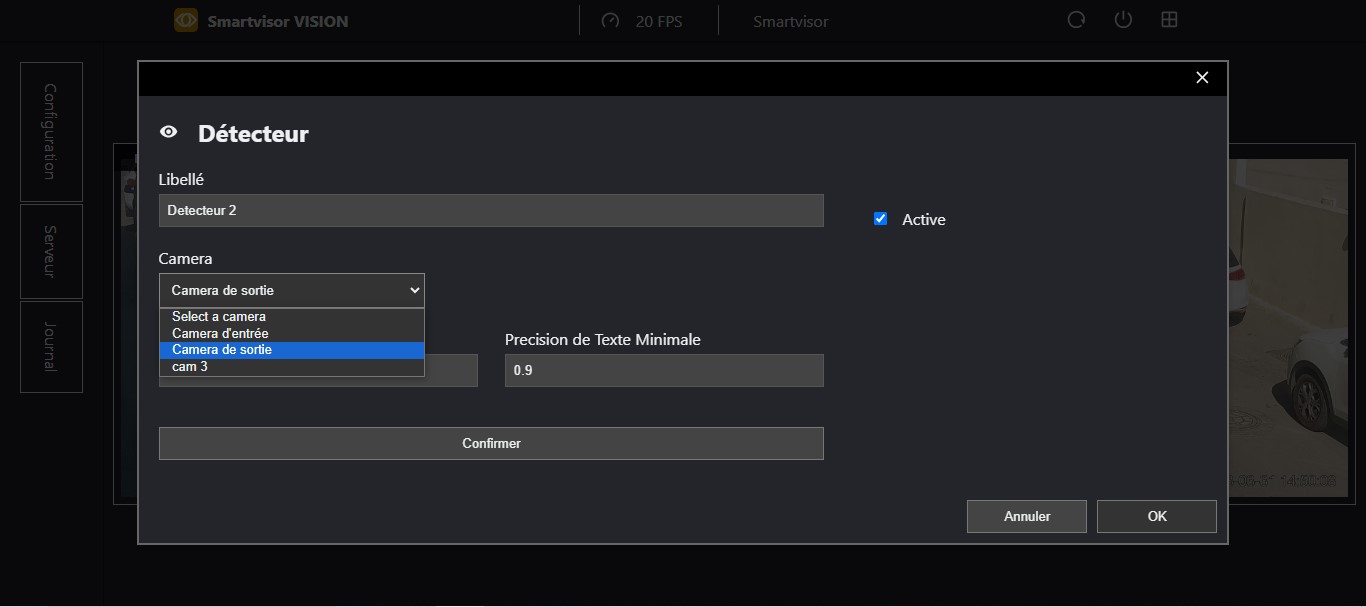 Smartvisor VISION
20 FPS
Smartvisor
Configuration
Serveur
Journal
Détecteur
Libellé
Detecteur 2
Active
Camera
Camera de sortie
Select a camera
Camera d'entrée
Camera de sortie
cam 3
Precision de Texte Minimale
0.9
Confirmer
Annuler
OK